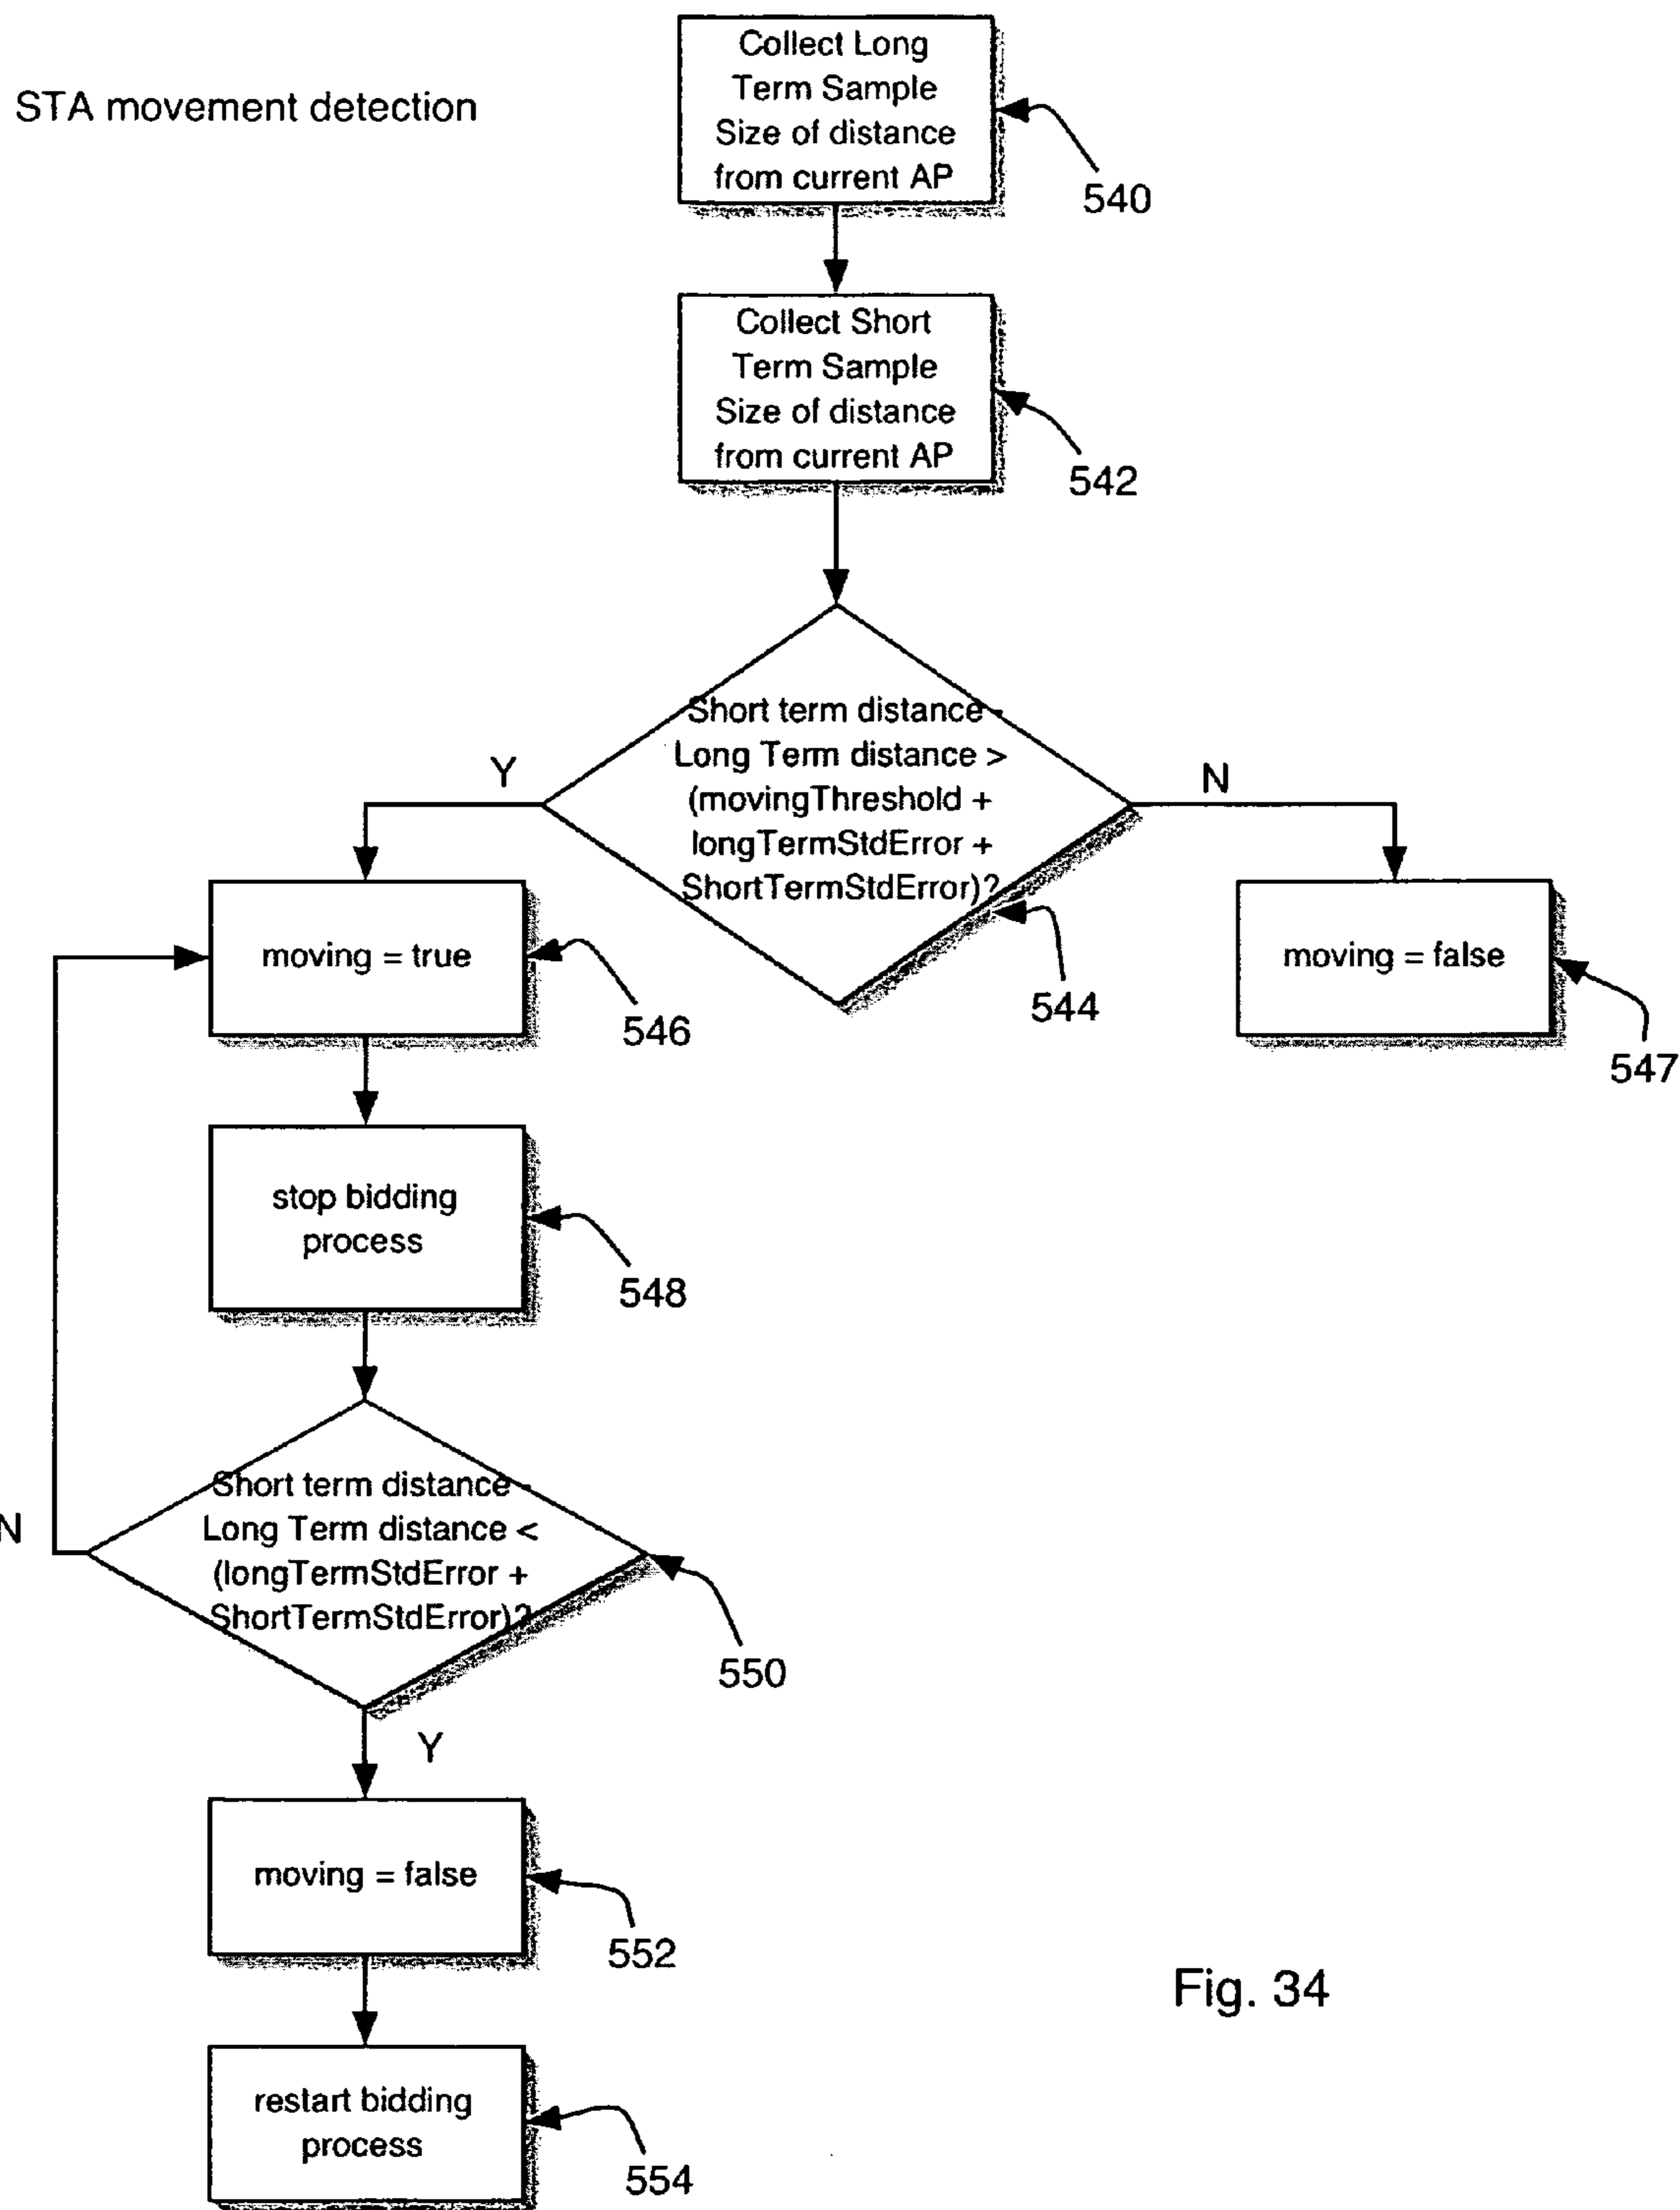 STA movement detection
Collect Long
Term Sample
Size of distance
from current AP
540
Collect Short
Term Sample
Size of distance
from current AP
542
Short term distance -
Long Term distance >
(movingThreshold +
longTermStdError +
ShortTermStdError)?
Y
N
544
moving = true
546
moving = false
547
stop bidding
process
548
Short term distance -
Long Term distance <
(longTermStdError +
ShortTermStdError)?
N
550
Y
moving = false
552
restart bidding
process
554
Fig. 34